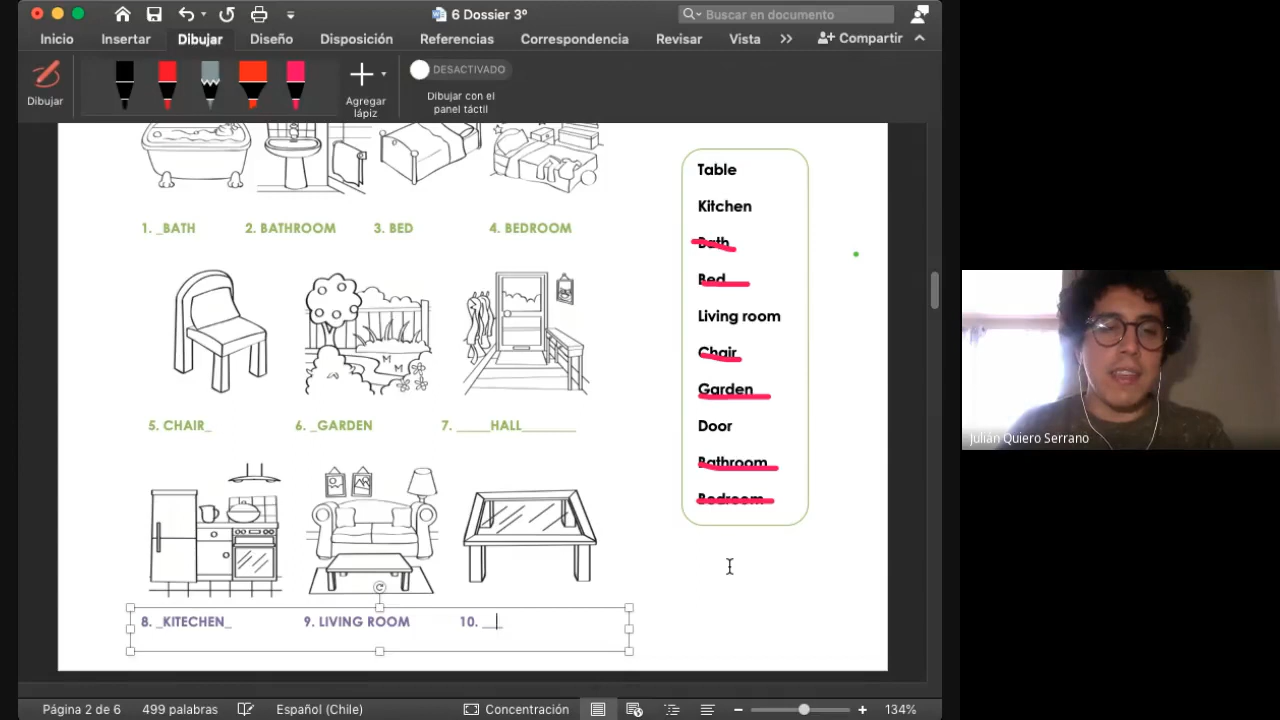 6 Dossier 3º
Buscar en documento
Inicio Insertar Dibujar Diseño Disposición Referencias Correspondencia Revisar Vista Compartir
Dibujar
Agregar lápiz
DESACTIVADO
Dibujar con el panel táctil
1. _BATH 2. BATHROOM 3. BED 4. BEDROOM
5. CHAIR_ 6. _GARDEN 7. _____HALL________
8. _KITECHEN_ 9. LIVING ROOM 10. __
Table
Kitchen
Bath
Bed
Living room
Chair
Garden
Door
Bathroom
Bedroom
Julián Quiero Serrano
Página 2 de 6 499 palabras Español (Chile) Concentración 134%